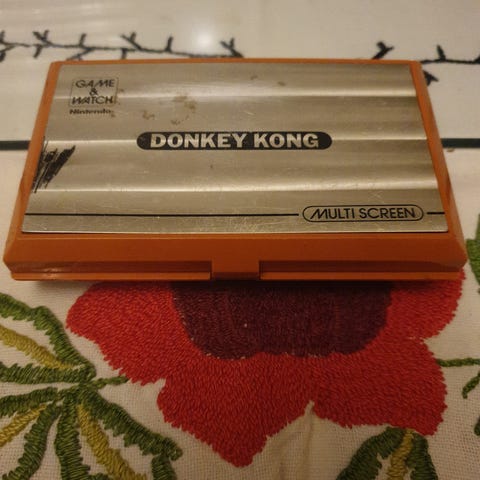 GAME
&
WATCH
Nintendo
DONKEY KONG
MULTI SCREEN